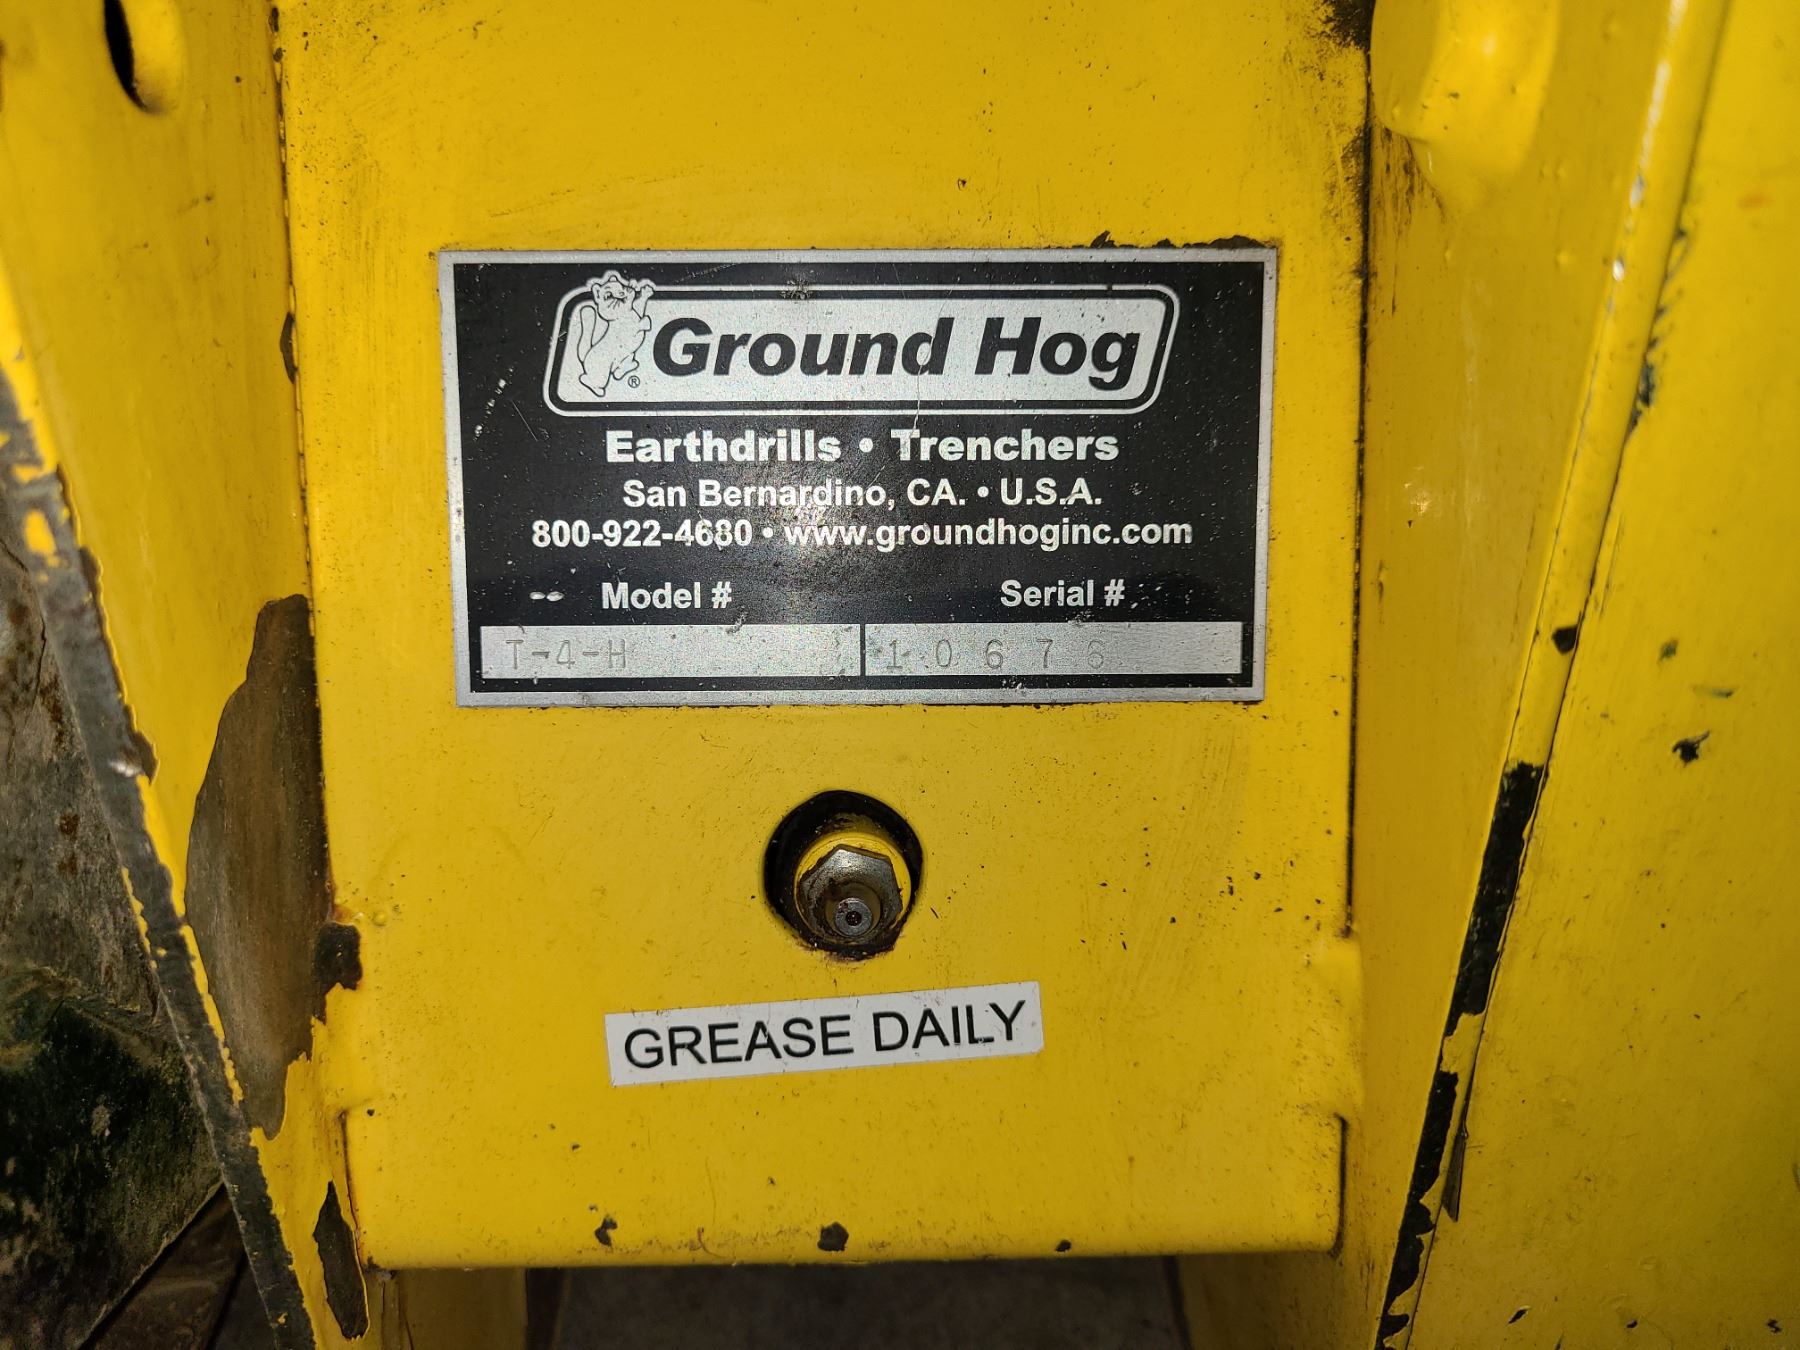 Ground Hog
®
Earthdrills • Trenchers
San Bernardino, CA. • U.S.A.
800-922-4680 • www.groundhoginc.com
Model # Serial #
T-4-H 10676
GREASE DAILY